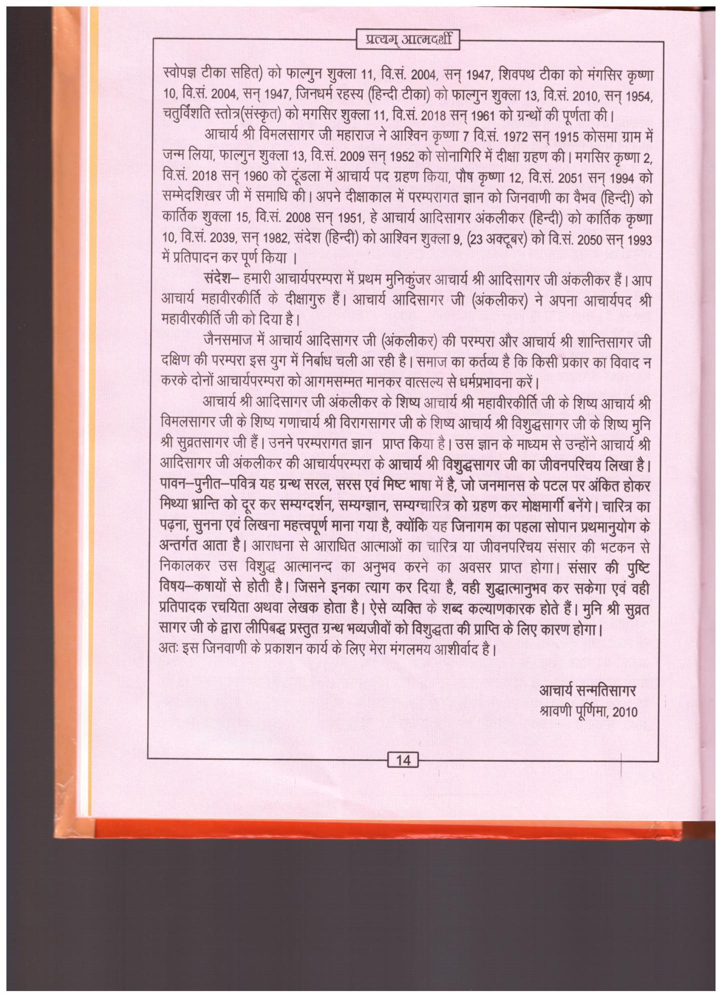 प्रत्यग् आत्मदर्शी
स्वोपज्ञ टीका सहित) को फाल्गुन शुक्ला 11, वि.सं. 2004, सन् 1947, शिवपथ टीका को मंगसिर कृष्णा
10, वि.सं. 2004, सन् 1947, जिनधर्म रहस्य (हिन्दी टीका) को फाल्गुन शुक्ला 13, वि.सं. 2010, सन् 1954,
चतुर्विंशति स्तोत्र(संस्कृत) को मगसिर शुक्ला 11, वि.सं. 2018 सन् 1961 को ग्रन्थों की पूर्णता की।
आचार्य श्री विमलसागर जी महाराज ने आश्विन कृष्णा 7 वि.सं. 1972 सन् 1915 कोसमा ग्राम में
जन्म लिया, फाल्गुन शुक्ला 13, वि.सं. 2009 सन् 1952 को सोनागिरि में दीक्षा ग्रहण की। मगसिर कृष्णा 2,
वि.सं. 2018 सन् 1960 को टूंडला में आचार्य पद ग्रहण किया, पौष कृष्णा 12, वि.सं. 2051 सन् 1994 को
सम्मेदशिखर जी में समाधि की। अपने दीक्षाकाल में परम्परागत ज्ञान को जिनवाणी का वैभव (हिन्दी) को
कार्तिक शुक्ला 15, वि.सं. 2008 सन् 1951, हे आचार्य आदिसागर अंकलीकर (हिन्दी) को कार्तिक कृष्णा
10, वि.सं. 2039, सन् 1982, संदेश (हिन्दी) को आश्विन शुक्ला 9, (23 अक्टूबर) को वि.सं. 2050 सन् 1993
में प्रतिपादन कर पूर्ण किया ।
संदेश– हमारी आचार्यपरम्परा में प्रथम मुनिकुंजर आचार्य श्री आदिसागर जी अंकलीकर हैं। आप
आचार्य महावीरकीर्ति के दीक्षागुरु हैं। आचार्य आदिसागर जी (अंकलीकर) ने अपना आचार्यपद श्री
महावीरकीर्ति जी को दिया है।
जैनसमाज में आचार्य आदिसागर जी (अंकलीकर) की परम्परा और आचार्य श्री शान्तिसागर जी
दक्षिण की परम्परा इस युग में निर्बाध चली आ रही है। समाज का कर्तव्य है कि किसी प्रकार का विवाद न
करके दोनों आचार्यपरम्परा को आगमसम्मत मानकर वात्सल्य से धर्मप्रभावना करें।
आचार्य श्री आदिसागर जी अंकलीकर के शिष्य आचार्य श्री महावीरकीर्ति जी के शिष्य आचार्य श्री
विमलसागर जी के शिष्य गणाचार्य श्री विरागसागर जी के शिष्य आचार्य श्री विशुद्धसागर जी के शिष्य मुनि
श्री सुव्रतसागर जी हैं। उनने परम्परागत ज्ञान प्राप्त किया है। उस ज्ञान के माध्यम से उन्होंने आचार्य श्री
आदिसागर जी अंकलीकर की आचार्यपरम्परा के आचार्य श्री विशुद्धसागर जी का जीवनपरिचय लिखा है।
पावन–पुनीत–पवित्र यह ग्रन्थ सरल, सरस एवं मिष्ट भाषा में है, जो जनमानस के पटल पर अंकित होकर
मिथ्या भ्रान्ति को दूर कर सम्यग्दर्शन, सम्यग्ज्ञान, सम्यग्चारित्र को ग्रहण कर मोक्षमार्गी बनेंगे। चारित्र का
पढ़ना, सुनना एवं लिखना महत्त्वपूर्ण माना गया है, क्योंकि यह जिनागम का पहला सोपान प्रथमानुयोग के
अन्तर्गत आता है। आराधना से आराधित आत्माओं का चारित्र या जीवनपरिचय संसार की भटकन से
निकालकर उस विशुद्ध आत्मानन्द का अनुभव करने का अवसर प्राप्त होगा। संसार की पुष्टि
विषय–कषायों से होती है। जिसने इनका त्याग कर दिया है, वही शुद्धात्मानुभव कर सकेगा एवं वही
प्रतिपादक रचयिता अथवा लेखक होता है। ऐसे व्यक्ति के शब्द कल्याणकारक होते हैं। मुनि श्री सुव्रत
सागर जी के द्वारा लीपिबद्ध प्रस्तुत ग्रन्थ भव्यजीवों को विशुद्धता की प्राप्ति के लिए कारण होगा।
अतः इस जिनवाणी के प्रकाशन कार्य के लिए मेरा मंगलमय आशीर्वाद है।
आचार्य सन्मतिसागर
श्रावणी पूर्णिमा, 2010
14